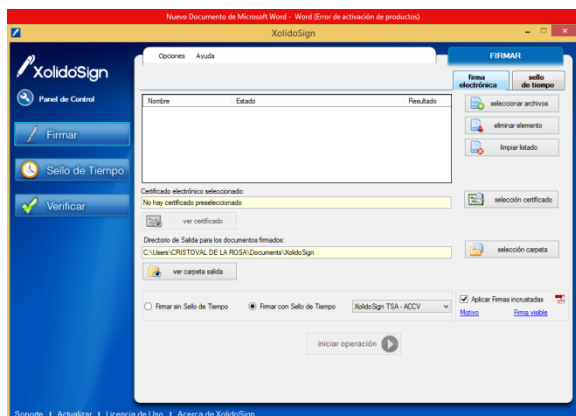 Nuevo Documento de Microsoft Word - Word (Error de activación de productos)
XolidoSign
Opciones Ayuda
FIRMAR
XolidoSign
firma electrónica
sello de tiempo
Panel de Control
Nombre Estado Resultado
seleccionar archivos
eliminar elemento
limpiar listado
Firmar
Sello de Tiempo
Verificar
Certificado electrónico seleccionado:
No hay certificado preseleccionado
selección certificado
ver certificado
Directorio de Salida para los documentos firmados:
C:\Users\CRISTOVAL DE LA ROSA\Documents\XolidoSign
selección carpeta
ver carpeta salida
Firmar sin Sello de Tiempo
Firmar con Sello de Tiempo
XolidoSign TSA - ACCV
Aplicar Firmas incrustadas
Motivo Firma visible
iniciar operación
Soporte | Actualizar | Licencia de Uso | Acerca de XolidoSign